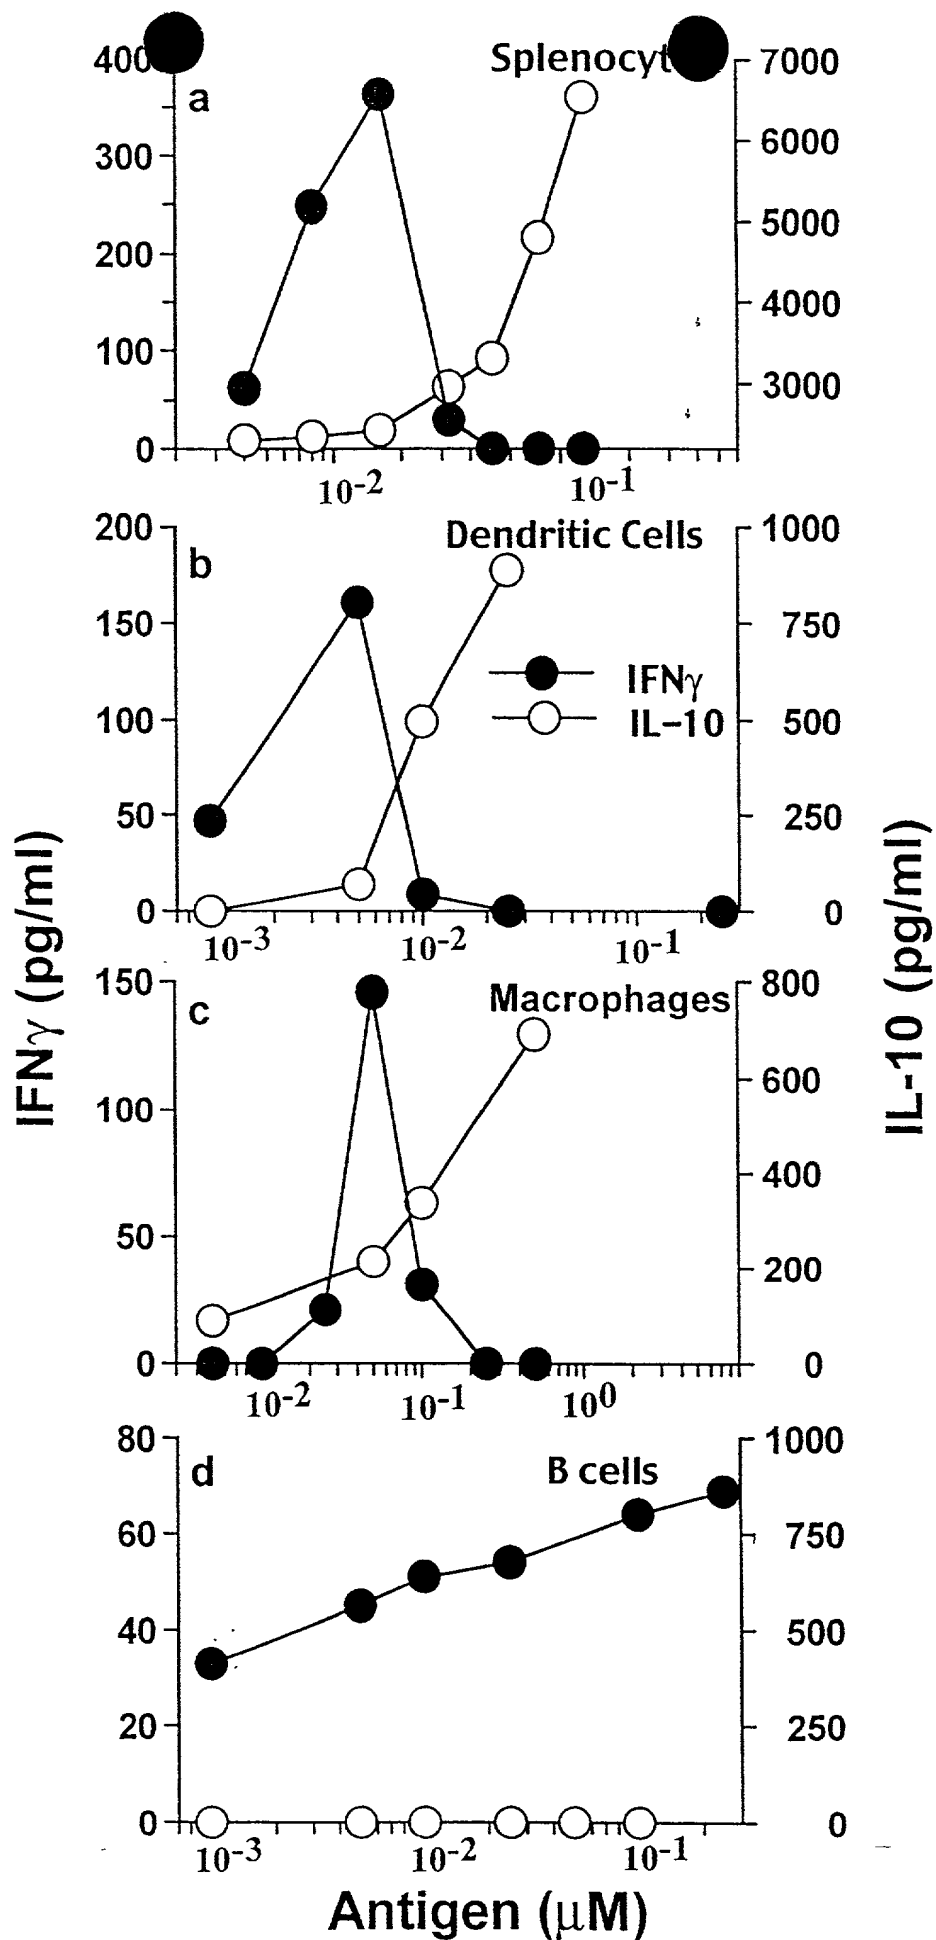 400 Splenocyt 7000
a
300 6000
5000
200
4000
100
3000
0
10-2 10-1
200 Dendritic Cells 1000
b
150 750
IFNγ
100 IL-10 500
50 250
0 0
10-3 10-2 10-1
150 Macrophages 800
c
600
100
400
50
200
0 0
10-2 10-1 100
80 B cells 1000
d
60 750
40 500
20 250
0 0
10-3 10-2 10-1
Antigen (μM)
IFNγ (pg/ml)
IL-10 (pg/ml)